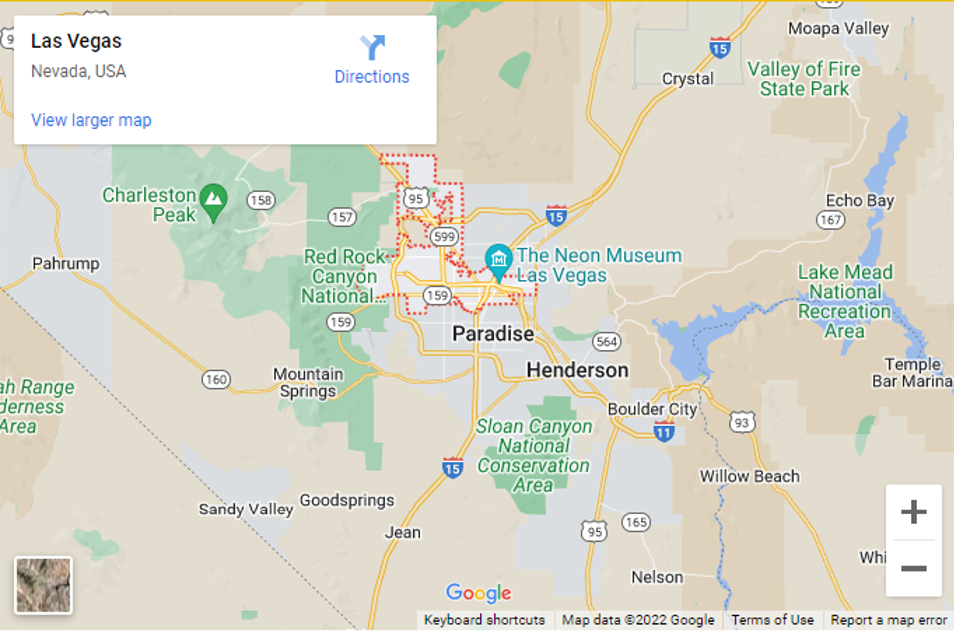 Las Vegas
Nevada, USA
Directions
View larger map
Moapa Valley
15
Crystal
Valley of Fire
State Park
Charleston
Peak
158
95
157
15
Echo Bay
167
599
Pahrump
Red Rock
Canyon
National...
The Neon Museum
Las Vegas
Lake Mead
National
Recreation
Area
159
159
Paradise
564
Henderson
Temple
Bar Marina
160
Mountain
Springs
ah Range
derness
Area
Boulder City
11
93
Sloan Canyon
National
Conservation
Area
15
Willow Beach
Goodsprings
Sandy Valley
Jean
95
165
Whi
Nelson
Google
Keyboard shortcuts
Map data ©2022 Google
Terms of Use
Report a map error